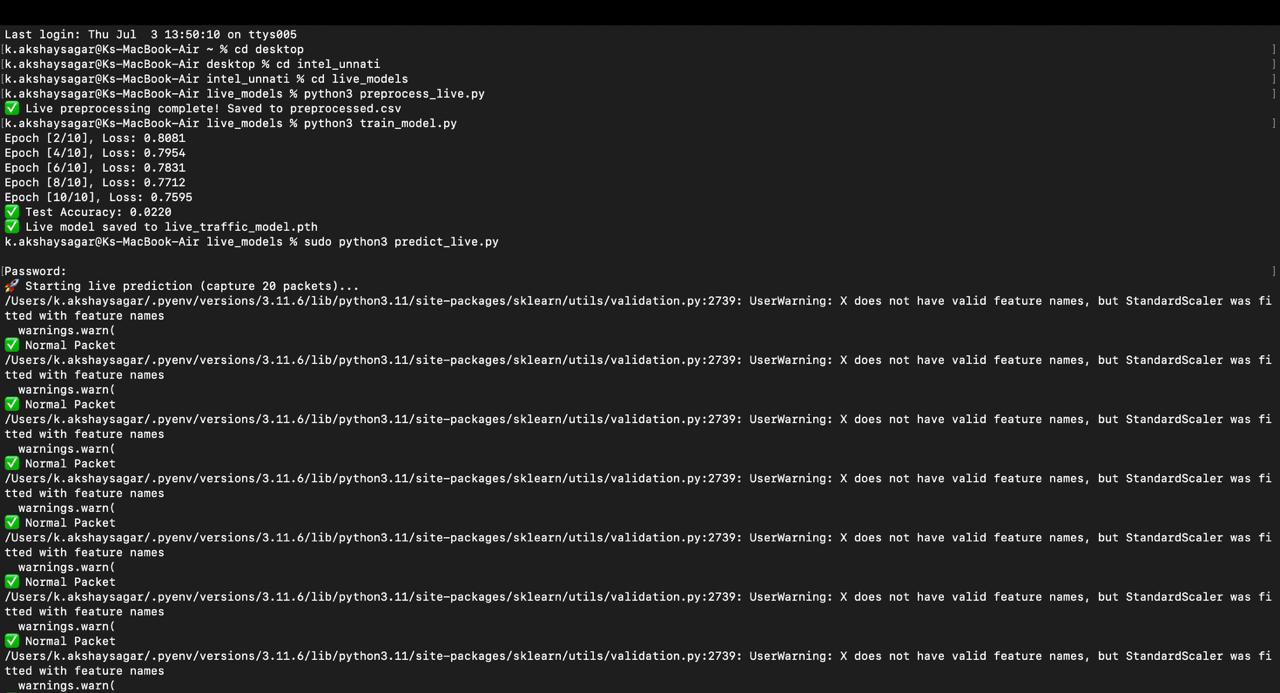 Last login: Thu Jul  3 13:50:10 on ttys005
[k.akshaysagar@Ks-MacBook-Air ~ % cd desktop ]
[k.akshaysagar@Ks-MacBook-Air desktop % cd intel_unnati ]
[k.akshaysagar@Ks-MacBook-Air intel_unnati % cd live_models ]
[k.akshaysagar@Ks-MacBook-Air live_models % python3 preprocess_live.py ]
✅ Live preprocessing complete! Saved to preprocessed.csv
[k.akshaysagar@Ks-MacBook-Air live_models % python3 train_model.py ]
Epoch [2/10], Loss: 0.8081
Epoch [4/10], Loss: 0.7954
Epoch [6/10], Loss: 0.7831
Epoch [8/10], Loss: 0.7712
Epoch [10/10], Loss: 0.7595
✅ Test Accuracy: 0.0220
✅ Live model saved to live_traffic_model.pth
k.akshaysagar@Ks-MacBook-Air live_models % sudo python3 predict_live.py
[Password: ]
🚀 Starting live prediction (capture 20 packets)...
/Users/k.akshaysagar/.pyenv/versions/3.11.6/lib/python3.11/site-packages/sklearn/utils/validation.py:2739: UserWarning: X does not have valid feature names, but StandardScaler was fi
tted with feature names
  warnings.warn(
✅ Normal Packet
/Users/k.akshaysagar/.pyenv/versions/3.11.6/lib/python3.11/site-packages/sklearn/utils/validation.py:2739: UserWarning: X does not have valid feature names, but StandardScaler was fi
tted with feature names
  warnings.warn(
✅ Normal Packet
/Users/k.akshaysagar/.pyenv/versions/3.11.6/lib/python3.11/site-packages/sklearn/utils/validation.py:2739: UserWarning: X does not have valid feature names, but StandardScaler was fi
tted with feature names
  warnings.warn(
✅ Normal Packet
/Users/k.akshaysagar/.pyenv/versions/3.11.6/lib/python3.11/site-packages/sklearn/utils/validation.py:2739: UserWarning: X does not have valid feature names, but StandardScaler was fi
tted with feature names
  warnings.warn(
✅ Normal Packet
/Users/k.akshaysagar/.pyenv/versions/3.11.6/lib/python3.11/site-packages/sklearn/utils/validation.py:2739: UserWarning: X does not have valid feature names, but StandardScaler was fi
tted with feature names
  warnings.warn(
✅ Normal Packet
/Users/k.akshaysagar/.pyenv/versions/3.11.6/lib/python3.11/site-packages/sklearn/utils/validation.py:2739: UserWarning: X does not have valid feature names, but StandardScaler was fi
tted with feature names
  warnings.warn(
✅ Normal Packet
/Users/k.akshaysagar/.pyenv/versions/3.11.6/lib/python3.11/site-packages/sklearn/utils/validation.py:2739: UserWarning: X does not have valid feature names, but StandardScaler was fi
tted with feature names
  warnings.warn(